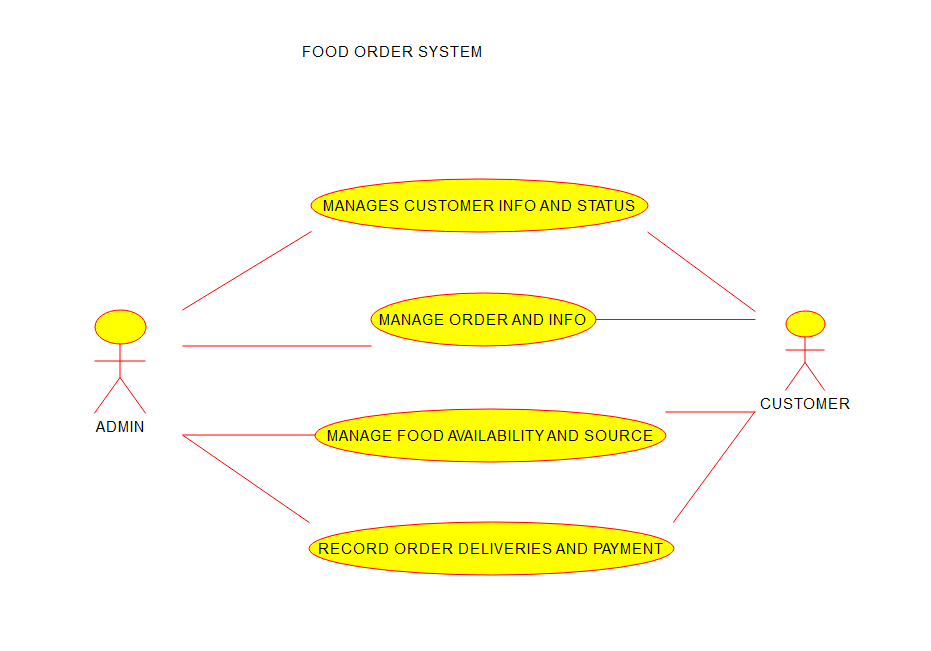 FOOD ORDER SYSTEM
MANAGES CUSTOMER INFO AND STATUS
MANAGE ORDER AND INFO
CUSTOMER
ADMIN
MANAGE FOOD AVAILABILITY AND SOURCE
RECORD ORDER DELIVERIES AND PAYMENT